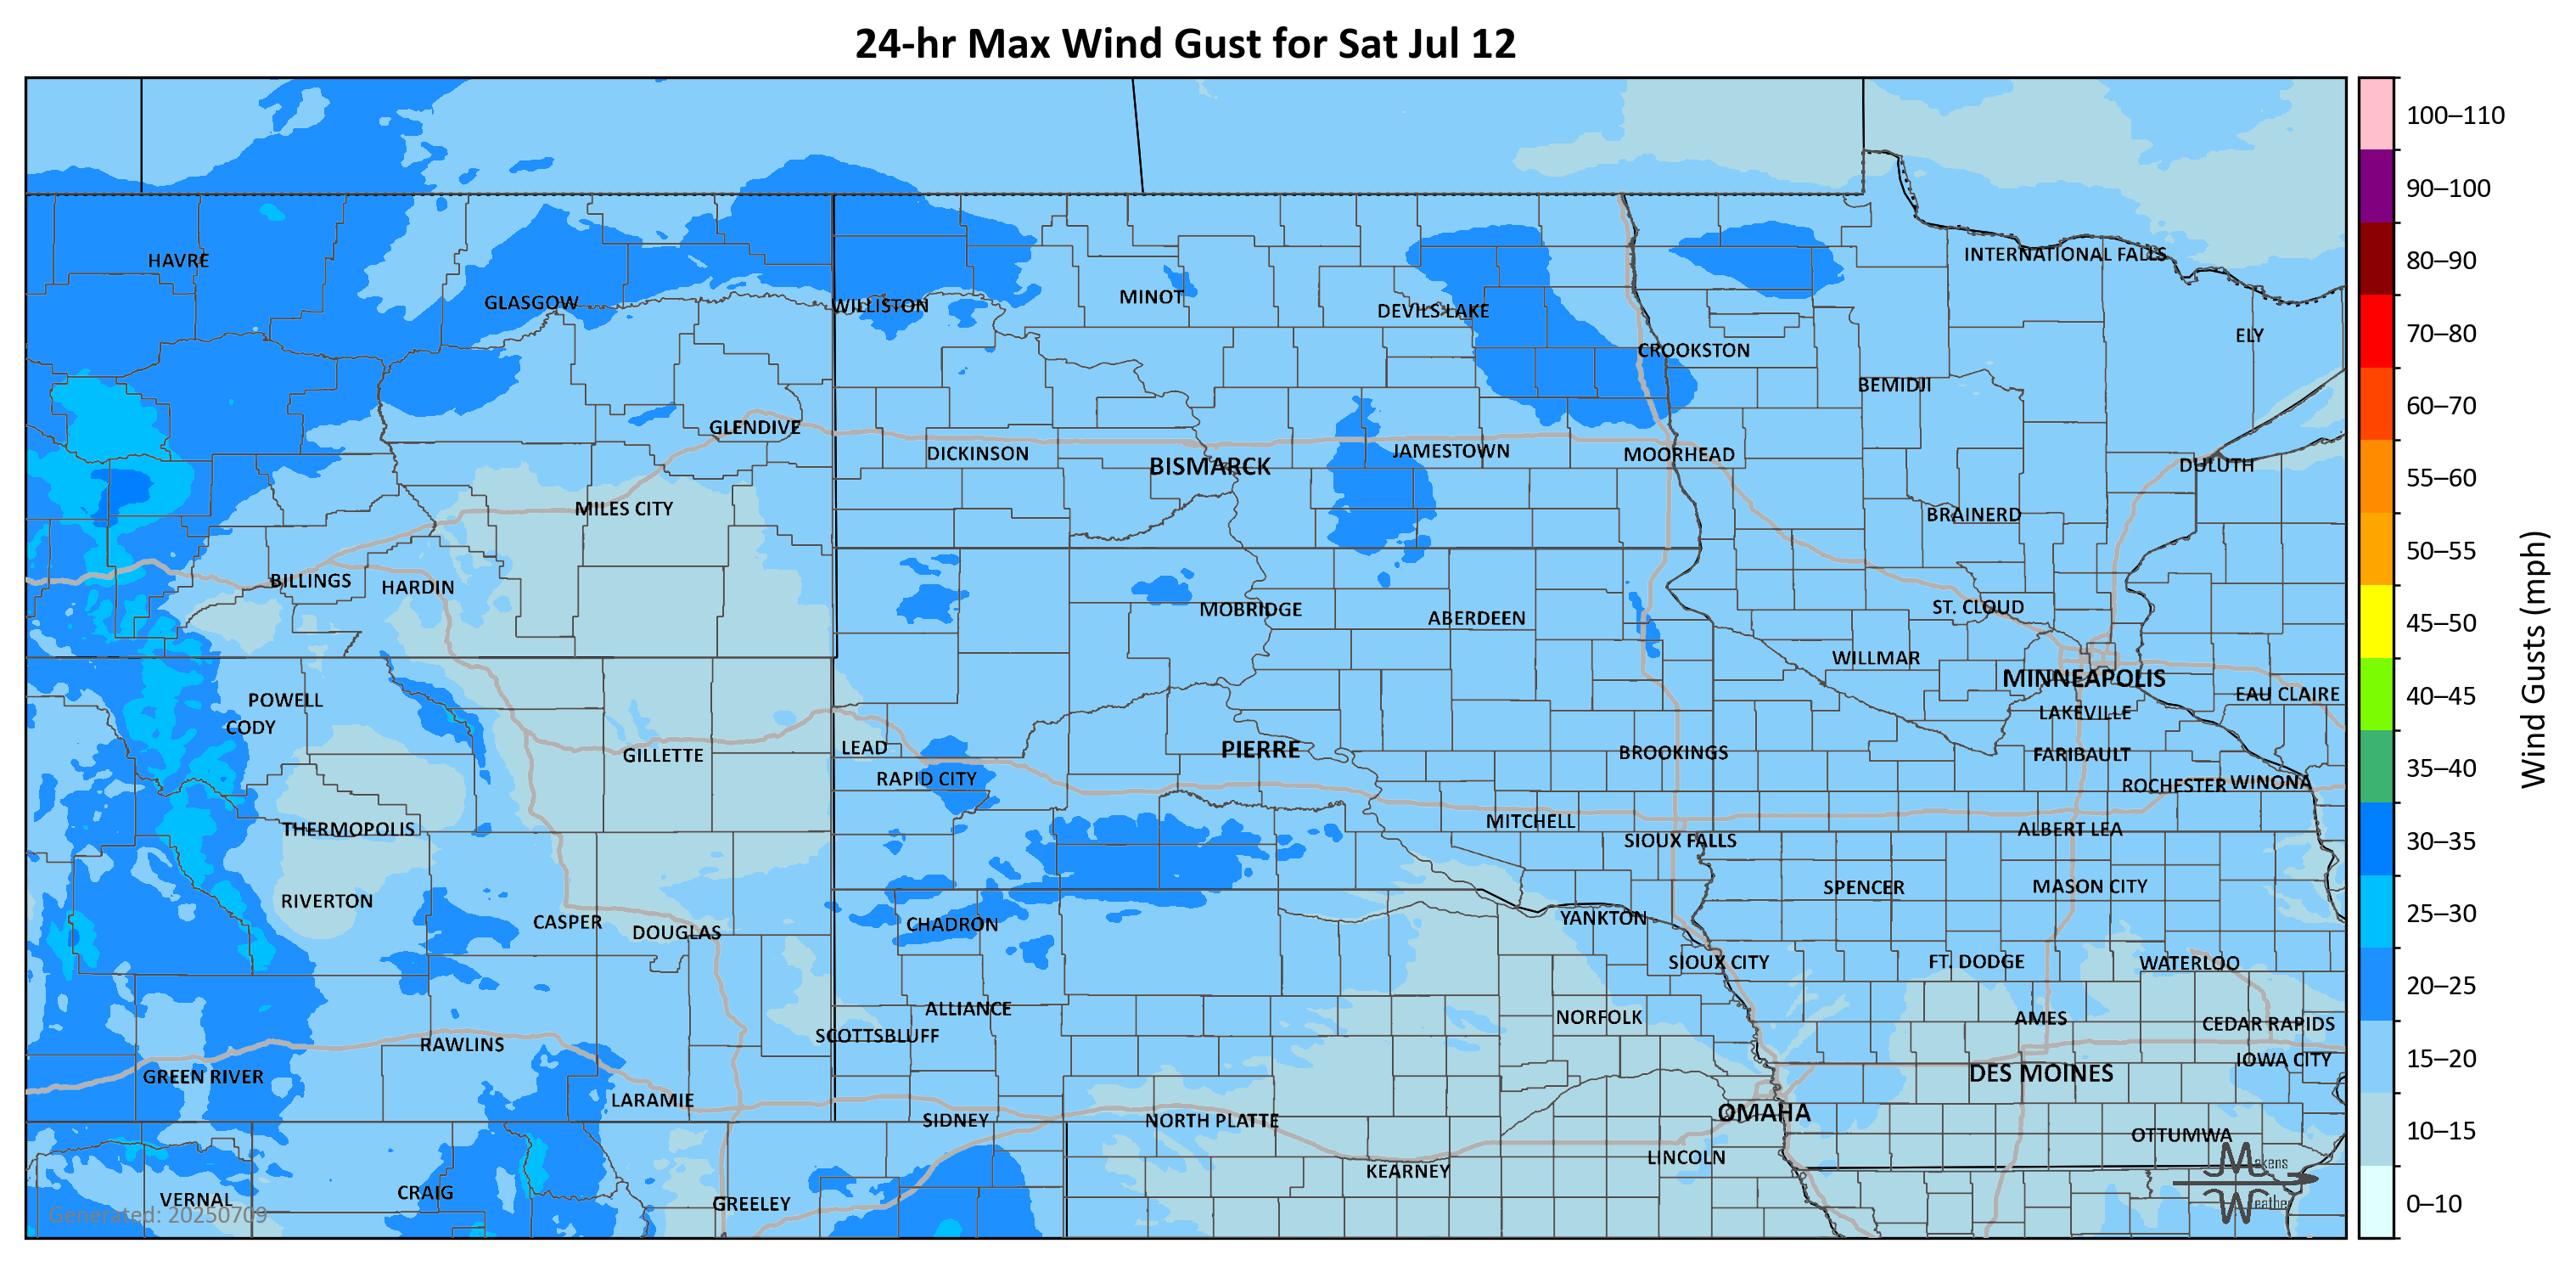 24-hr Max Wind Gust for Sat Jul 12
100–110
90–100
80–90
70–80
60–70
55–60
50–55
45–50
40–45
35–40
30–35
25–30
20–25
15–20
10–15
0–10
Wind Gusts (mph)
HAVRE
GLASGOW
WILLISTON
MINOT
DEVILS LAKE
INTERNATIONAL FALLS
ELY
CROOKSTON
BEMIDJI
GLENDIVE
DICKINSON
BISMARCK
JAMESTOWN
MOORHEAD
DULUTH
MILES CITY
BRAINERD
BILLINGS
HARDIN
MOBRIDGE
ABERDEEN
ST. CLOUD
WILLMAR
MINNEAPOLIS
EAU CLAIRE
POWELL
CODY
LAKEVILLE
GILLETTE
LEAD
PIERRE
BROOKINGS
FARIBAULT
RAPID CITY
ROCHESTER
WINONA
THERMOPOLIS
MITCHELL
SIOUX FALLS
ALBERT LEA
RIVERTON
SPENCER
MASON CITY
CASPER
DOUGLAS
CHADRON
YANKTON
SIOUX CITY
FT. DODGE
WATERLOO
ALLIANCE
NORFOLK
AMES
CEDAR RAPIDS
SCOTTSBLUFF
RAWLINS
IOWA CITY
GREEN RIVER
DES MOINES
LARAMIE
SIDNEY
NORTH PLATTE
OMAHA
OTTUMWA
LINCOLN
KEARNEY
VERNAL
CRAIG
GREELEY
Generated: 20250709
Makens
Weather